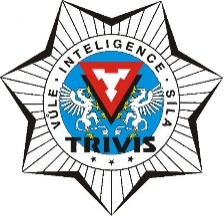 VŮLE · INTELIGENCE · SÍLA
TRIVIS